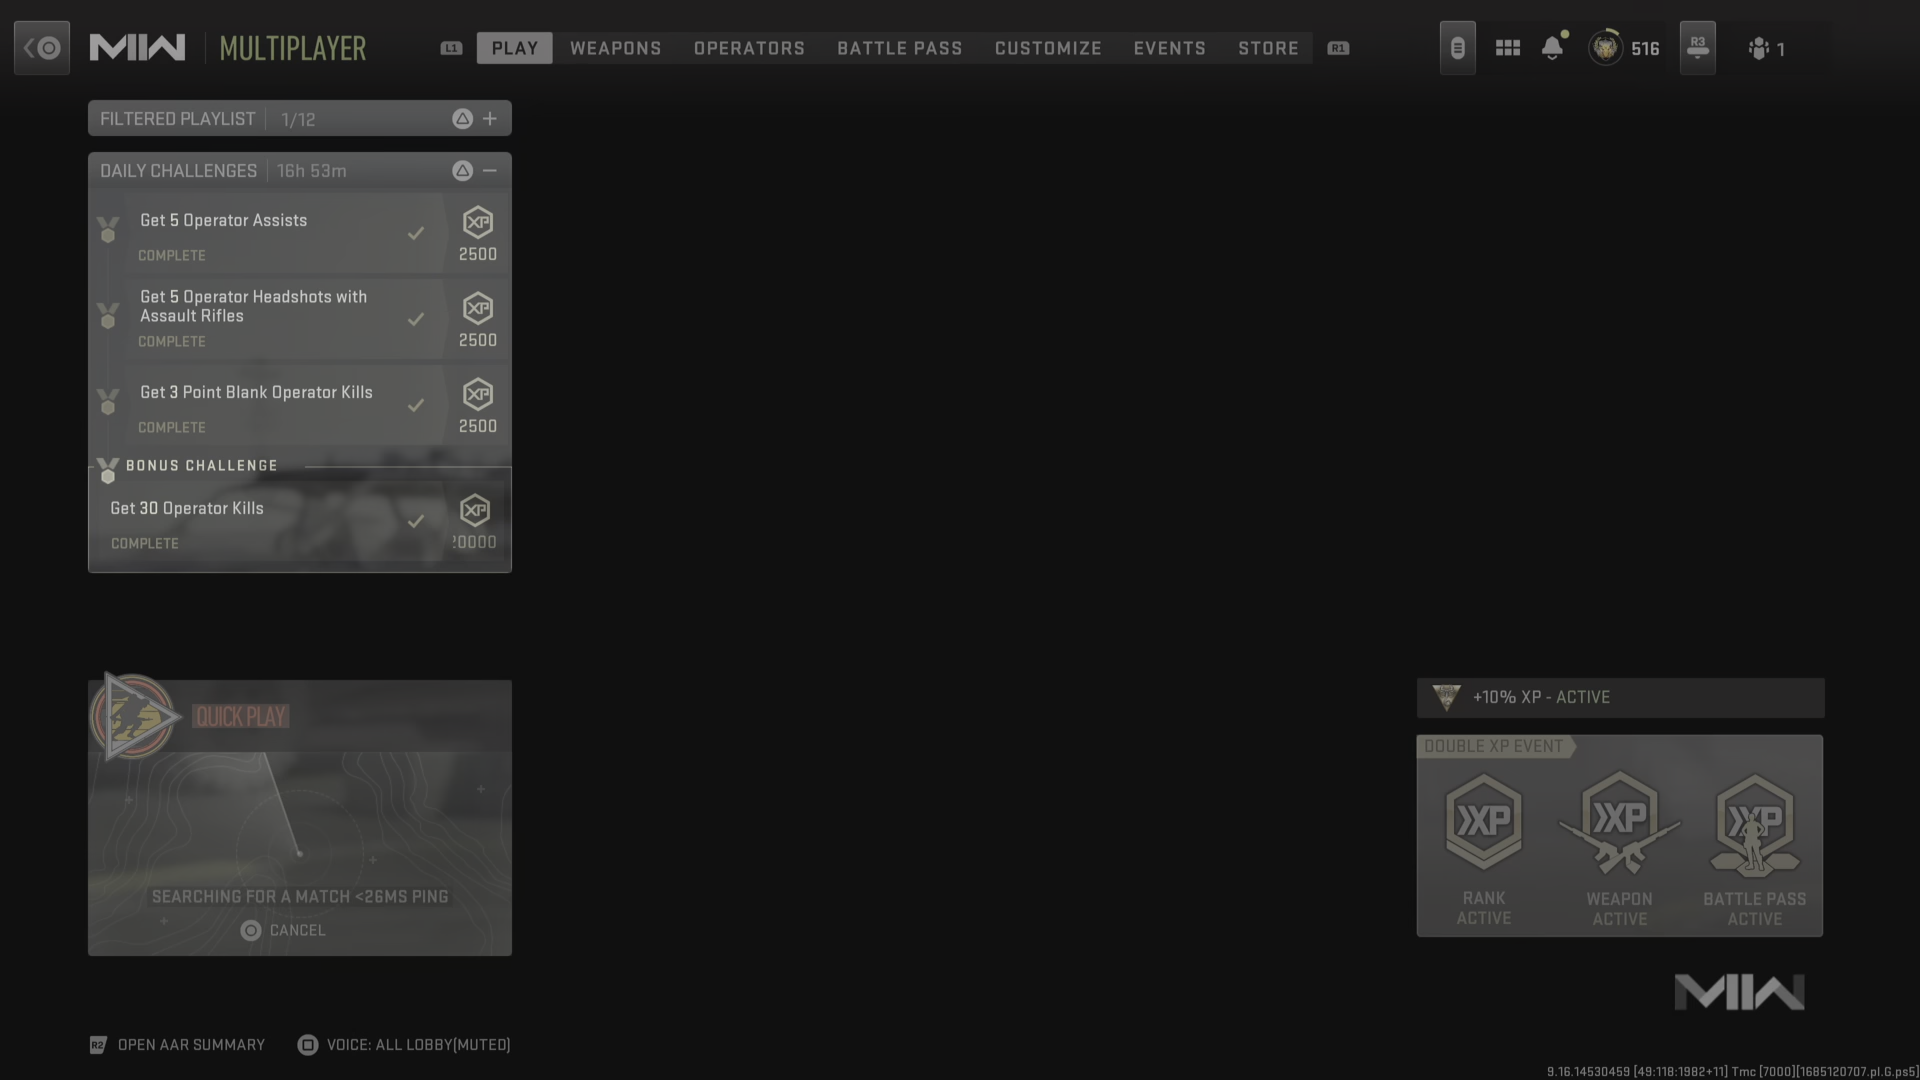 MW MULTIPLAYER
L1 PLAY WEAPONS OPERATORS BATTLE PASS CUSTOMIZE EVENTS STORE R1
516
R3
1
FILTERED PLAYLIST 1/12
DAILY CHALLENGES 16h 53m
Get 5 Operator Assists
COMPLETE
XP
2500
Get 5 Operator Headshots with
Assault Rifles
COMPLETE
XP
2500
Get 3 Point Blank Operator Kills
COMPLETE
XP
2500
BONUS CHALLENGE
Get 30 Operator Kills
COMPLETE
XP
QUICK PLAY
SEARCHING FOR A MATCH <26MS PING
CANCEL
+10% XP - ACTIVE
DOUBLE XP EVENT
XP XP XP
RANK
ACTIVE
WEAPON
ACTIVE
BATTLE PASS
ACTIVE
MW
R2 OPEN AAR SUMMARY VOICE: ALL LOBBY(MUTED)
9.16.14530459 [49:118:1982+11] Tmc [7000][1685120707.pl.G.ps5]